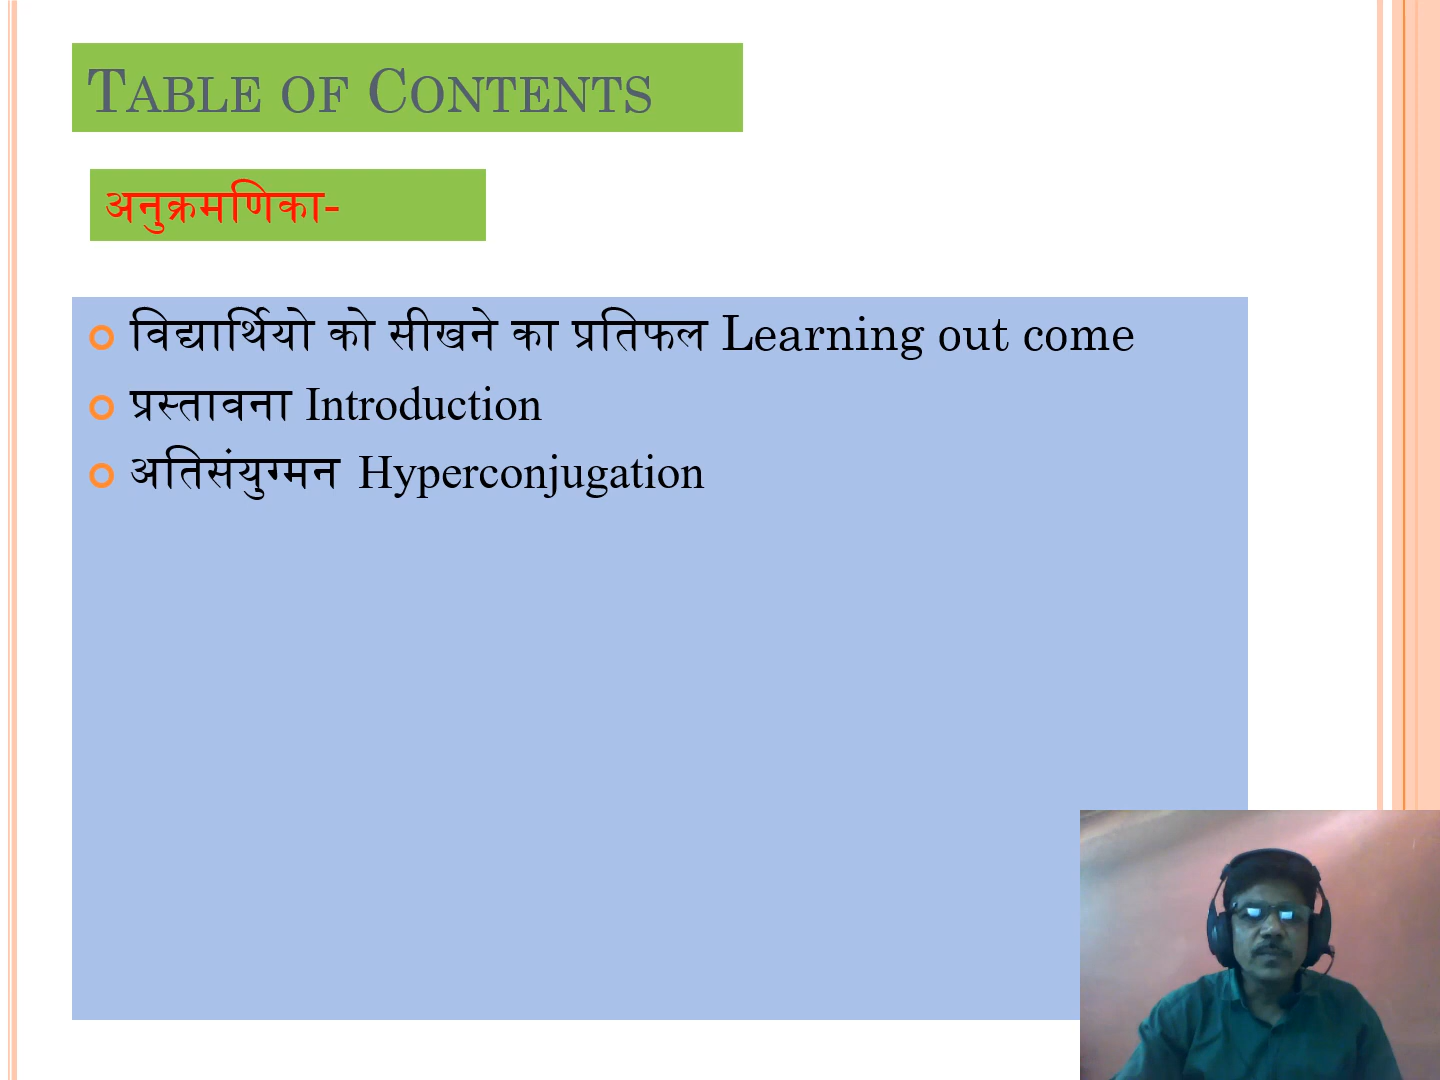 TABLE OF CONTENTS
अनुक्रमणिका-
विद्यार्थियो को सीखने का प्रतिफल Learning out come
प्रस्तावना Introduction
अतिसंयुग्मन Hyperconjugation